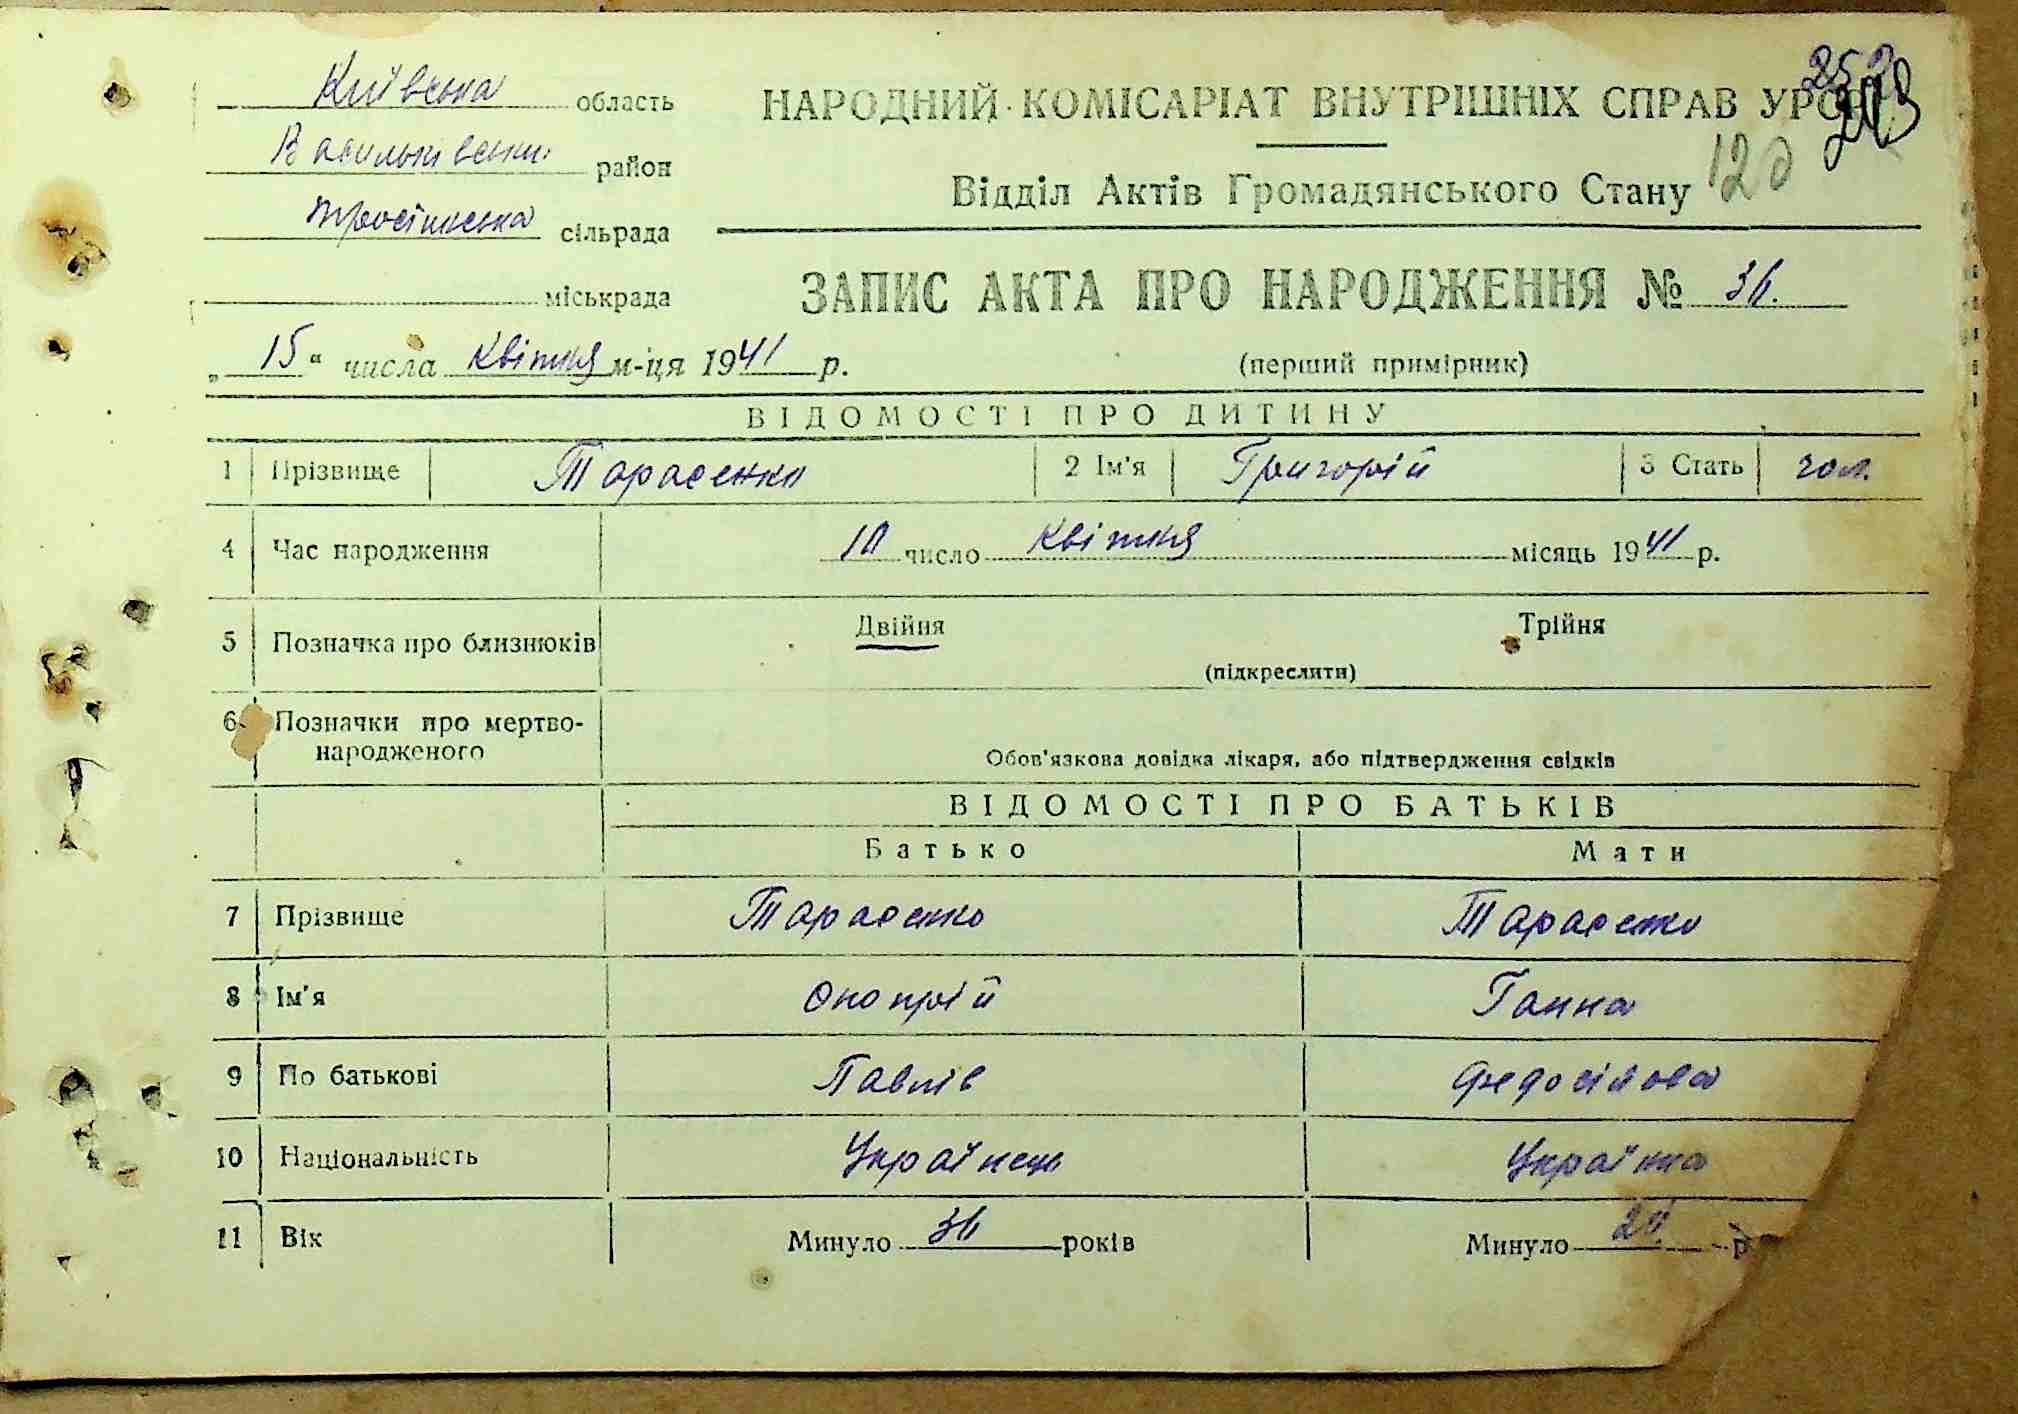 Київська область
НАРОДНИЙ КОМІСАРІАТ ВНУТРІШНІХ СПРАВ УРСР
Васильківськи район
Відділ Актів Громадянського Стану 120
Тростинська сільрада
міськрада
ЗАПИС АКТА ПРО НАРОДЖЕННЯ № 36.
„15“ числа Квітня м-ця 1941 р.
(перший примірник)
ВІДОМОСТІ ПРО ДИТИНУ
1 Прізвище Тарасенко 2 Ім'я Григорій 3 Стать чол.
4 Час народження 10 число Квітня місяць 1941 р.
5 Позначка про близнюків Двійня Трійня
(підкреслити)
6 Позначки про мертво-
народженого
Обов'язкова довідка лікаря, або підтвердження свідків
ВІДОМОСТІ ПРО БАТЬКІВ
Батько Мати
7 Прізвище Тарасенко Тарасенко
8 Ім'я Онопрій Ганна
9 По батькові Павлів Федосійова
10 Національність Українець Українка
11 Вік Минуло 36 років Минуло р